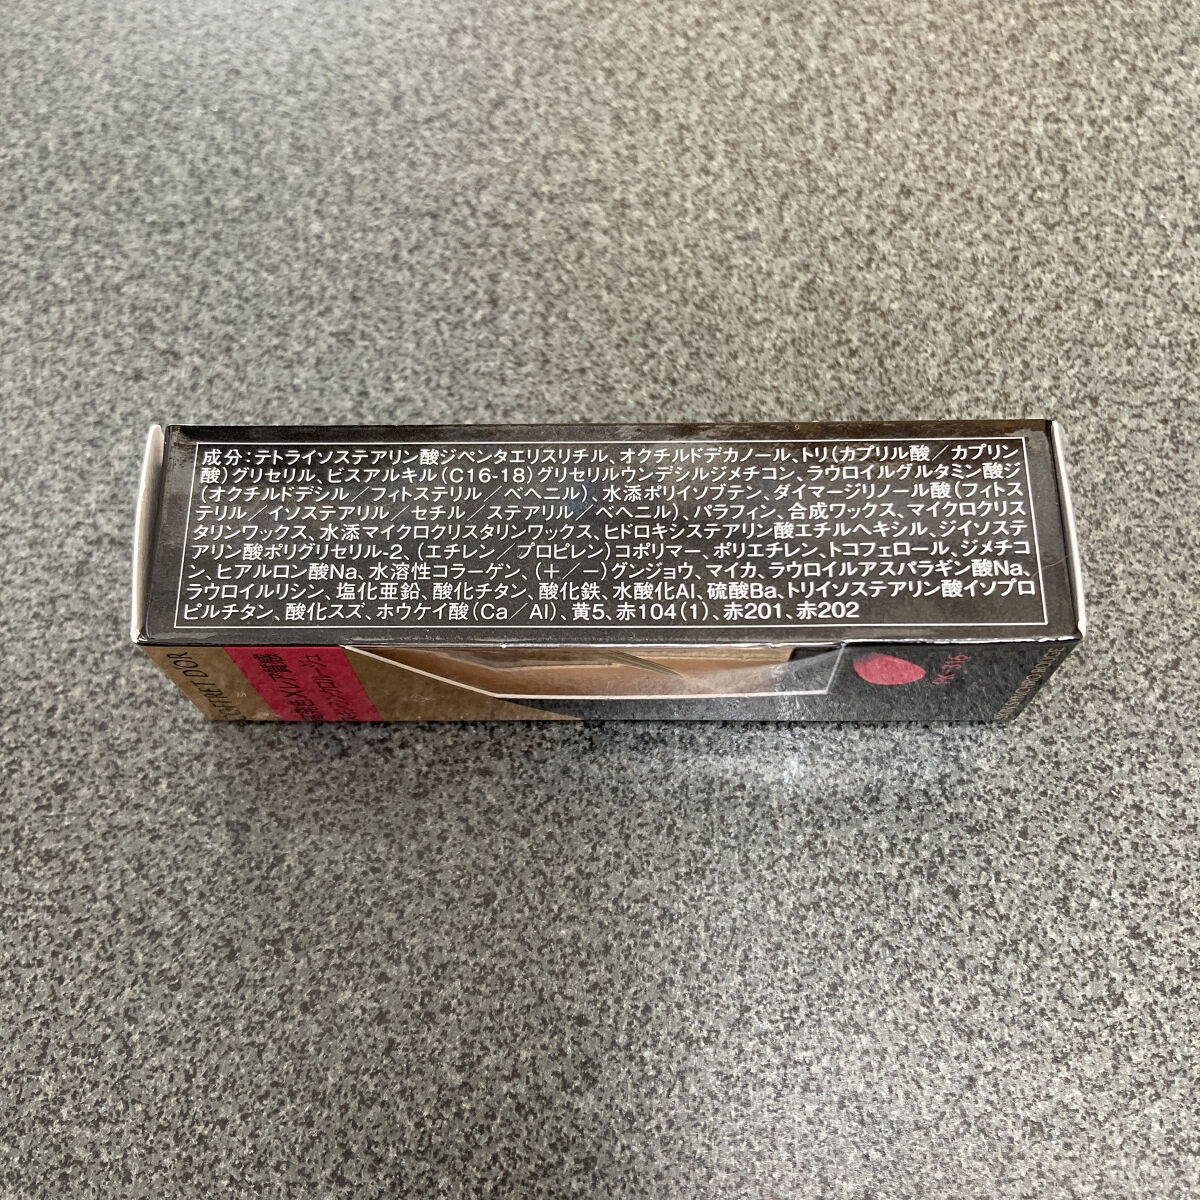 成分：テトライソステアリン酸ジペンタエリスリチル、オクチルドデカノール、トリ（カプリル酸／カプリン
酸）グリセリル、ビスアルキル（C16-18）グリセリルウンデシルジメチコン、ラウロイルグルタミン酸ジ
（オクチルドデシル／フィトステリル／ベヘニル）、水添ポリイソブテン、ダイマージリノール酸（フィトス
テリル／イソステアリル／セチル／ステアリル／ベヘニル）、パラフィン、合成ワックス、マイクロクリス
タリンワックス、水添マイクロクリスタリンワックス、ヒドロキシステアリン酸エチルヘキシル、ジイソステ
アリン酸ポリグリセリル-2、（エチレン／プロピレン）コポリマー、ポリエチレン、トコフェロール、ジメチコ
ン、ヒアルロン酸Na、水溶性コラーゲン、（＋／－）グンジョウ、マイカ、ラウロイルアスパラギン酸Na、
ラウロイルリシン、塩化亜鉛、酸化チタン、酸化鉄、水酸化Al、硫酸Ba、トリイソステアリン酸イソプロ
ピルチタン、酸化スズ、ホウケイ酸（Ca／Al）、黄5、赤104（1）、赤201、赤202
COFFRET D'OR